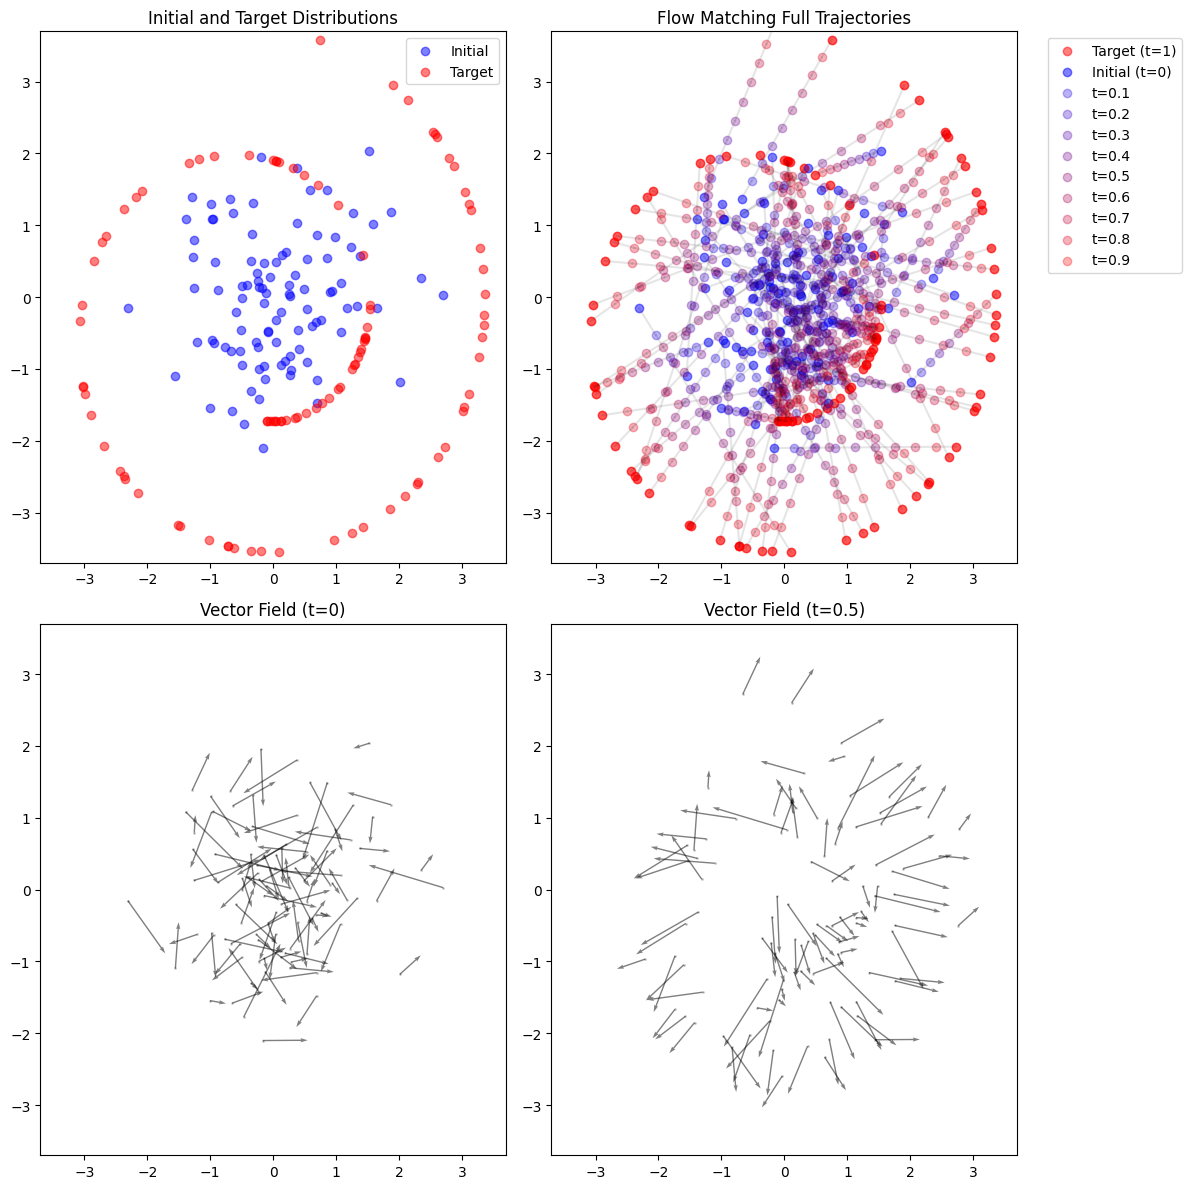 Initial and Target Distributions
Initial
Target
3
2
1
0
−1
−2
−3
−3 −2 −1 0 1 2 3
Flow Matching Full Trajectories
3
2
1
0
−1
−2
−3
−3 −2 −1 0 1 2 3
Target (t=1)
Initial (t=0)
t=0.1
t=0.2
t=0.3
t=0.4
t=0.5
t=0.6
t=0.7
t=0.8
t=0.9
Vector Field (t=0)
3
2
1
0
−1
−2
−3
−3 −2 −1 0 1 2 3
Vector Field (t=0.5)
3
2
1
0
−1
−2
−3
−3 −2 −1 0 1 2 3